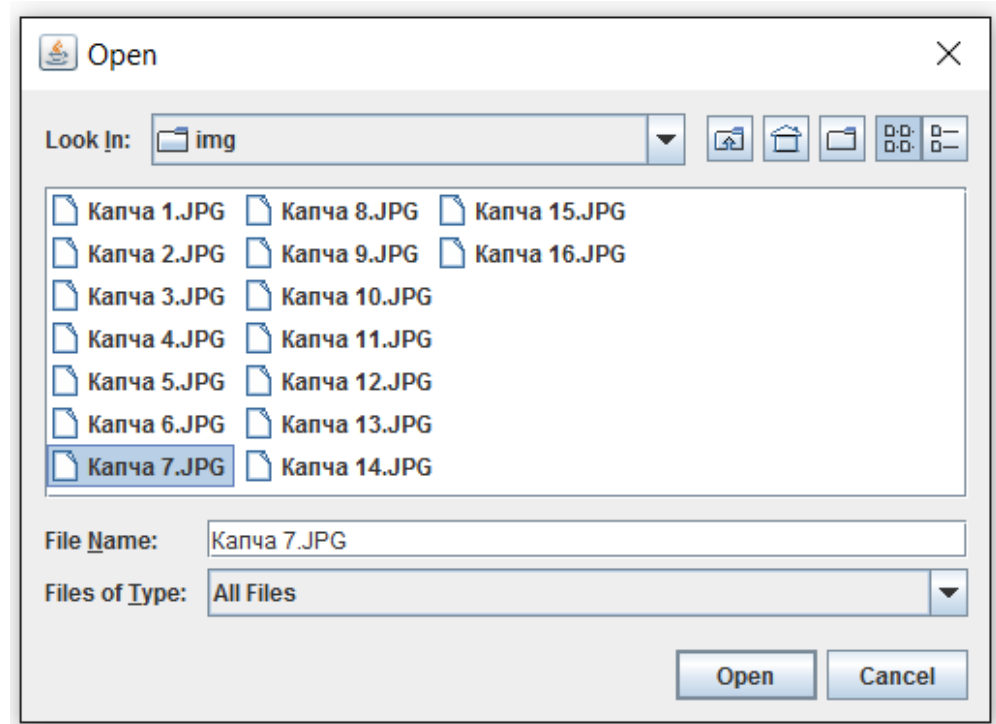 Open
Look In: img
Капча 1.JPG Капча 8.JPG Капча 15.JPG
Капча 2.JPG Капча 9.JPG Капча 16.JPG
Капча 3.JPG Капча 10.JPG
Капча 4.JPG Капча 11.JPG
Капча 5.JPG Капча 12.JPG
Капча 6.JPG Капча 13.JPG
Капча 7.JPG Капча 14.JPG
File Name: Капча 7.JPG
Files of Type: All Files
Open Cancel